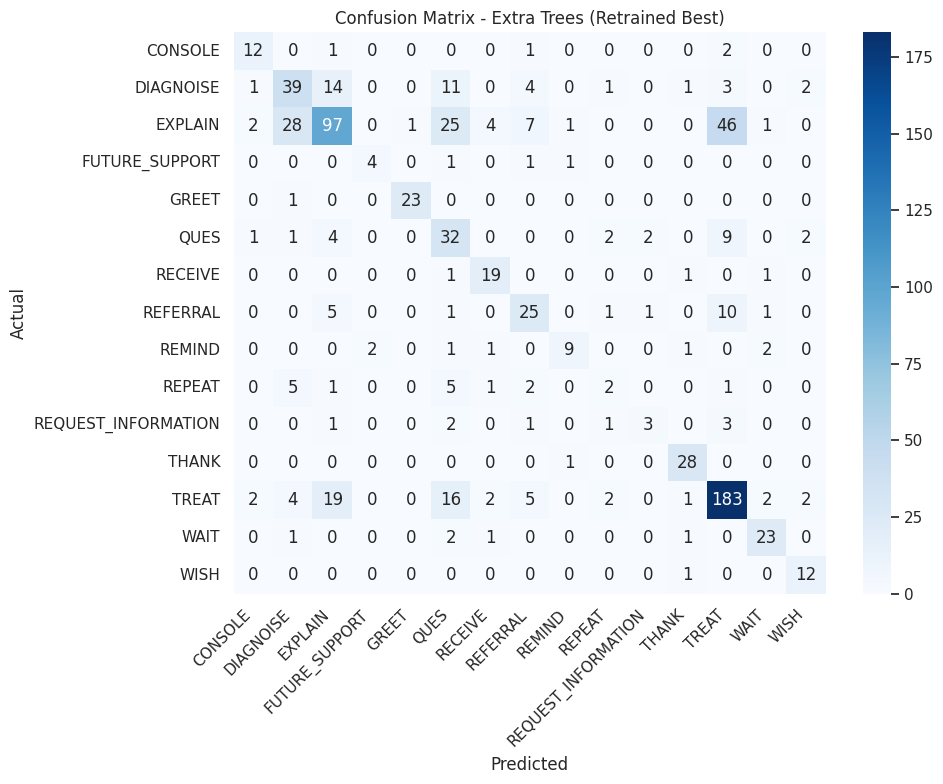 Confusion Matrix - Extra Trees (Retrained Best)
CONSOLE 12 0 1 0 0 0 0 1 0 0 0 0 2 0 0
DIAGNOISE 1 39 14 0 0 11 0 4 0 1 0 1 3 0 2
EXPLAIN 2 28 97 0 1 25 4 7 1 0 0 0 46 1 0
FUTURE_SUPPORT 0 0 0 4 0 1 0 1 1 0 0 0 0 0 0
GREET 0 1 0 0 23 0 0 0 0 0 0 0 0 0 0
QUES 1 1 4 0 0 32 0 0 0 2 2 0 9 0 2
RECEIVE 0 0 0 0 0 1 19 0 0 0 0 1 0 1 0
REFERRAL 0 0 5 0 0 1 0 25 0 1 1 0 10 1 0
REMIND 0 0 0 2 0 1 1 0 9 0 0 1 0 2 0
REPEAT 0 5 1 0 0 5 1 2 0 2 0 0 1 0 0
REQUEST_INFORMATION 0 0 1 0 0 2 0 1 0 1 3 0 3 0 0
THANK 0 0 0 0 0 0 0 0 1 0 0 28 0 0 0
TREAT 2 4 19 0 0 16 2 5 0 2 0 1 183 2 2
WAIT 0 1 0 0 0 2 1 0 0 0 0 1 0 23 0
WISH 0 0 0 0 0 0 0 0 0 0 0 1 0 0 12
CONSOLE DIAGNOISE EXPLAIN FUTURE_SUPPORT GREET QUES RECEIVE REFERRAL REMIND REPEAT REQUEST_INFORMATION THANK TREAT WAIT WISH
Predicted
Actual
175
150
125
100
75
50
25
0